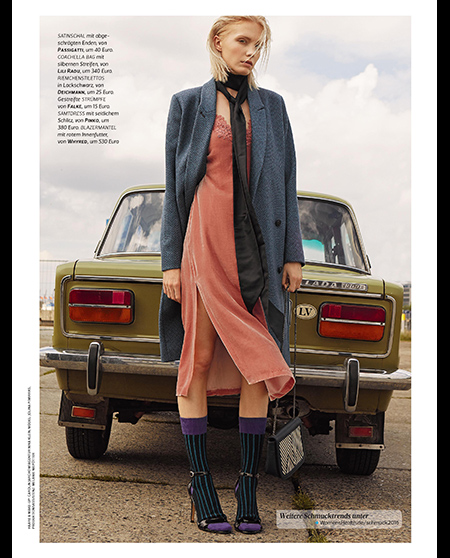 SATINSCHAL mit abge-
schrägten Enden, von
PASSIGATTI, um 40 Euro.
COACHELLA BAG mit
silbernen Streifen, von
LILI RADU, um 340 Euro.
RIEMCHENSTILETTOS
in Lackschwarz, von
DEICHMANN, um 25 Euro.
Gestreifte STRÜMPFE
von FALKE, um 15 Euro.
SAMTDRESS mit seitlichem
Schlitz, von PINKO, um
380 Euro. BLAZERMANTEL
mit rotem Innenfutter,
von WHYRED, um 530 Euro
LADA 1200s
LV
Weitere Schmucktrends unter